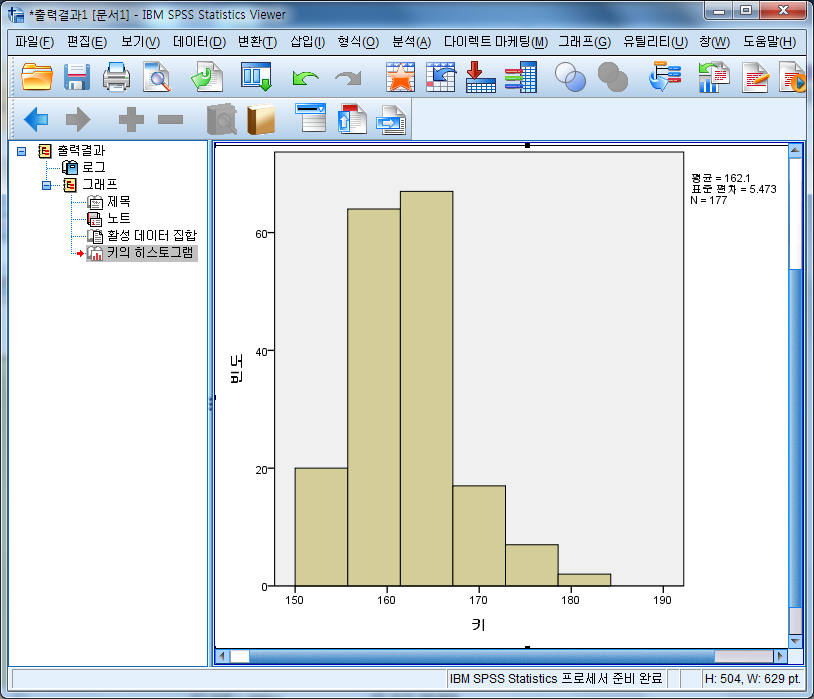 *출력결과1 [문서1] - IBM SPSS Statistics Viewer
파일(F) 편집(E) 보기(V) 데이터(D) 변환(T) 삽입(I) 형식(O) 분석(A) 다이렉트 마케팅(M) 그래프(G) 유틸리티(U) 창(W) 도움말(H)
출력결과
로그
그래프
제목
노트
활성 데이터 집합
키의 히스토그램
평균 = 162.1
표준 편차 = 5.473
N = 177
빈도
60
40
20
0
150 160 170 180 190
키
IBM SPSS Statistics 프로세서 준비 완료 H: 504, W: 629 pt.